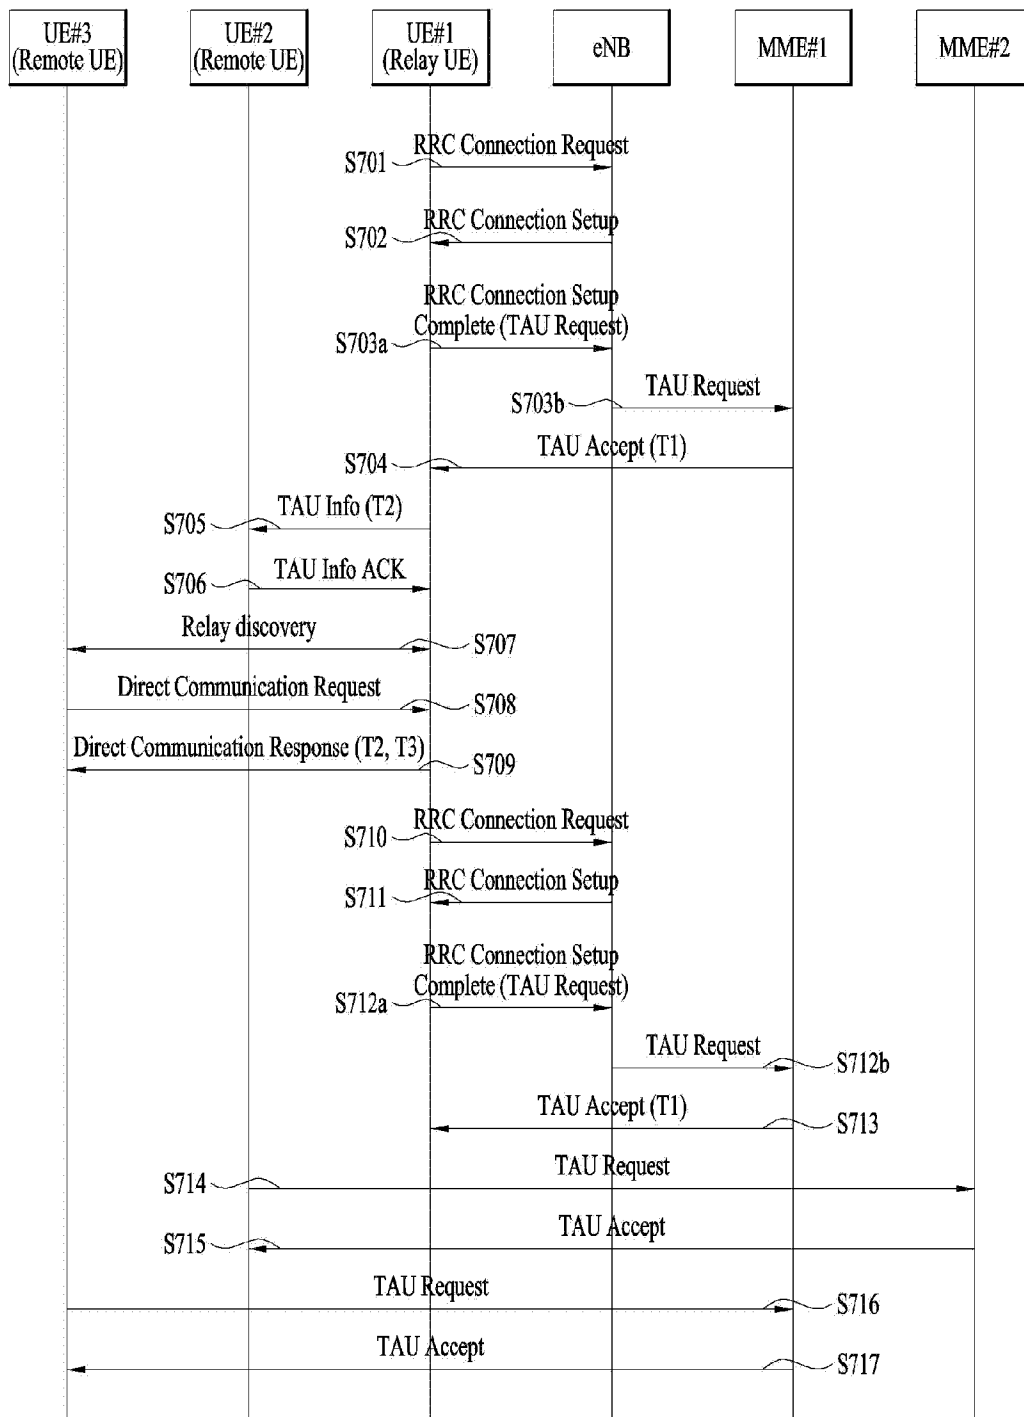 UE#3
(Remote UE)
UE#2
(Remote UE)
UE#1
(Relay UE)
eNB
MME#1
MME#2
RRC Connection Request
S701
RRC Connection Setup
S702
RRC Connection Setup
Complete (TAU Request)
S703a
TAU Request
S703b
TAU Accept (T1)
S704
TAU Info (T2)
S705
TAU Info ACK
S706
Relay discovery
S707
Direct Communication Request
S708
Direct Communication Response (T2, T3)
S709
RRC Connection Request
S710
RRC Connection Setup
S711
RRC Connection Setup
Complete (TAU Request)
S712a
TAU Request
S712b
TAU Accept (T1)
S713
TAU Request
S714
TAU Accept
S715
TAU Request
S716
TAU Accept
S717